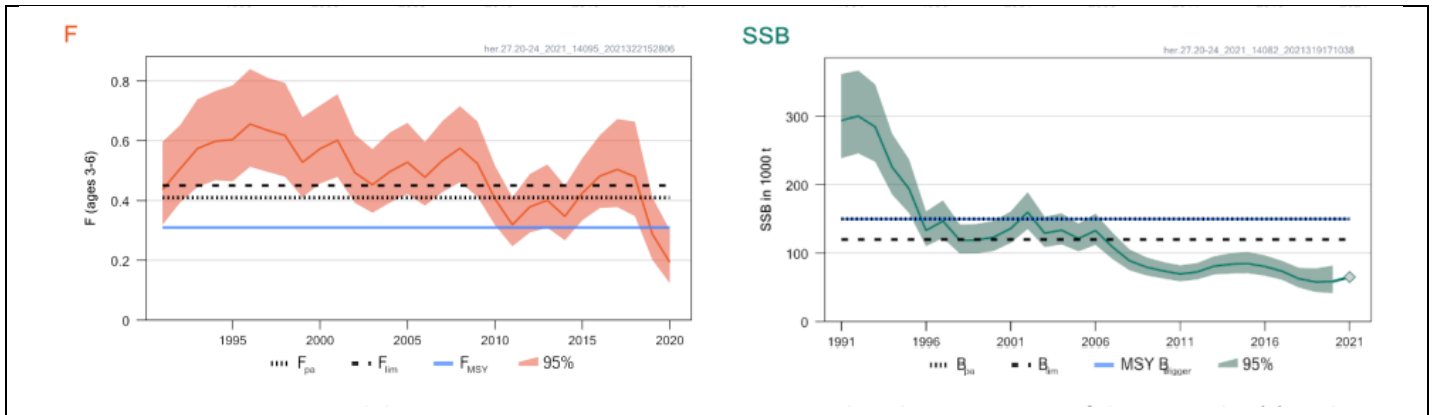 F
her.27.20-24_2021_14095_2021322152806
F (ages 3-6)
0.8
0.6
0.4
0.2
0
1995 2000 2005 2010 2015 2020
Fpa Flim FMSY 95%
SSB
her.27.20-24_2021_14082_2021319171038
SSB in 1000 t
300
200
100
0
1991 1996 2001 2006 2011 2016 2021
Bpa Blim MSY Btrigger 95%